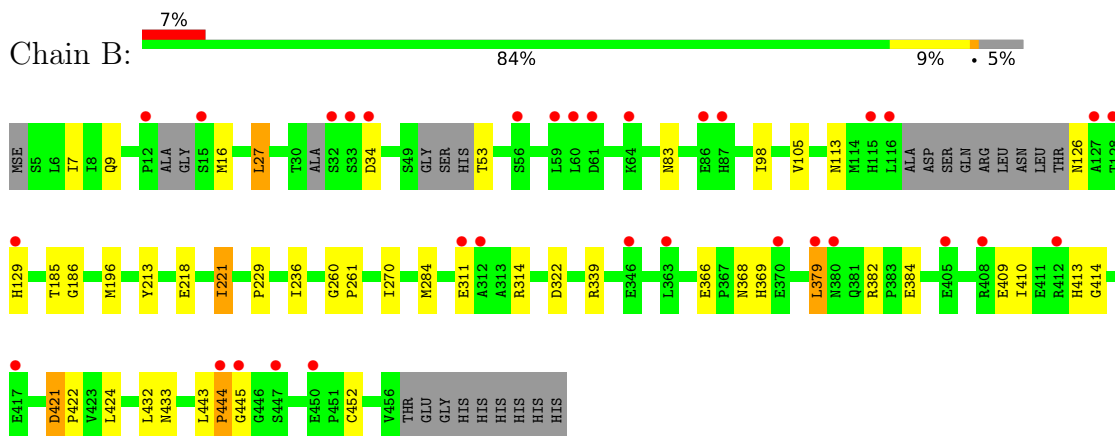 7%
Chain B:
84% 9% • 5%
MSE S5 L6 I7 I8 Q9 P12 ALA GLY S15 M16 L27 T30 ALA S32 S33 D34 S49 GLY SER HIS T53 S56 L59 L60 D61 K64 N83 E86 H87 I98 V105 N113 M114 H115 L116 ALA ASP SER GLN ARG LEU ASN LEU THR N126 A127 T128
H129 T185 G186 M196 Y213 E218 I221 P229 I236 G260 P261 I270 M284 E311 A312 A313 R314 D322 R339 E346 L363 E366 P367 N368 H369 E370 L379 N380 Q381 R382 P383 E384 E405 R408 E409 I410 E411 R412 H413 G414
E417 D421 P422 V423 L424 L432 N433 L443 P444 G445 G446 S447 E450 P451 C452 V456 THR GLU GLY HIS HIS HIS HIS HIS HIS